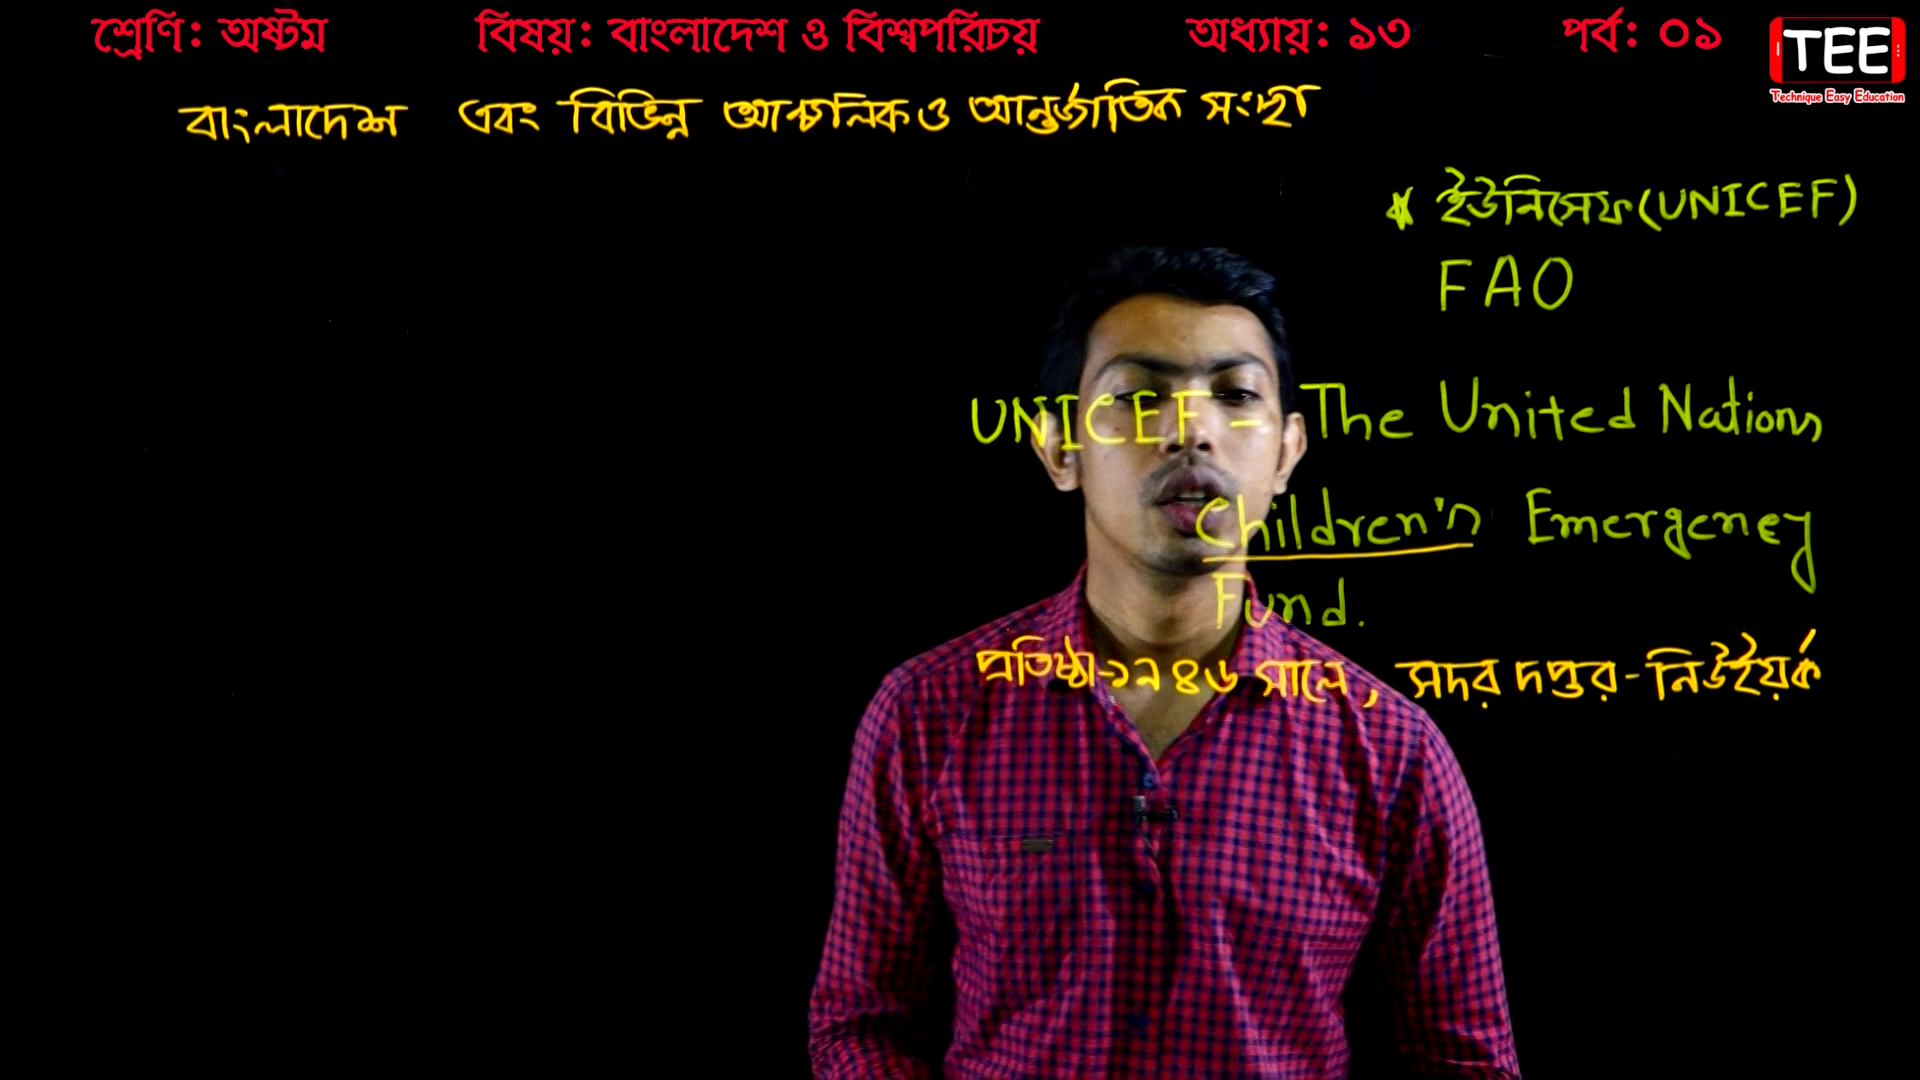 শ্রেণি: অষ্টম বিষয়: বাংলাদেশ ও বিশ্বপরিচয় অধ্যায়: ১৩ পর্ব: ০১
TEE
Technique Easy Education
বাংলাদেশ এবং বিভিন্ন আঞ্চলিক ও আন্তর্জাতিক সংস্থা
* ইউনিসেফ (UNICEF)
FAO
UNICEF - The United Nations
Children's Emergency
Fund.
প্রতিষ্ঠা-১৯৪৬ সালে, সদর দপ্তর-নিউইয়র্ক